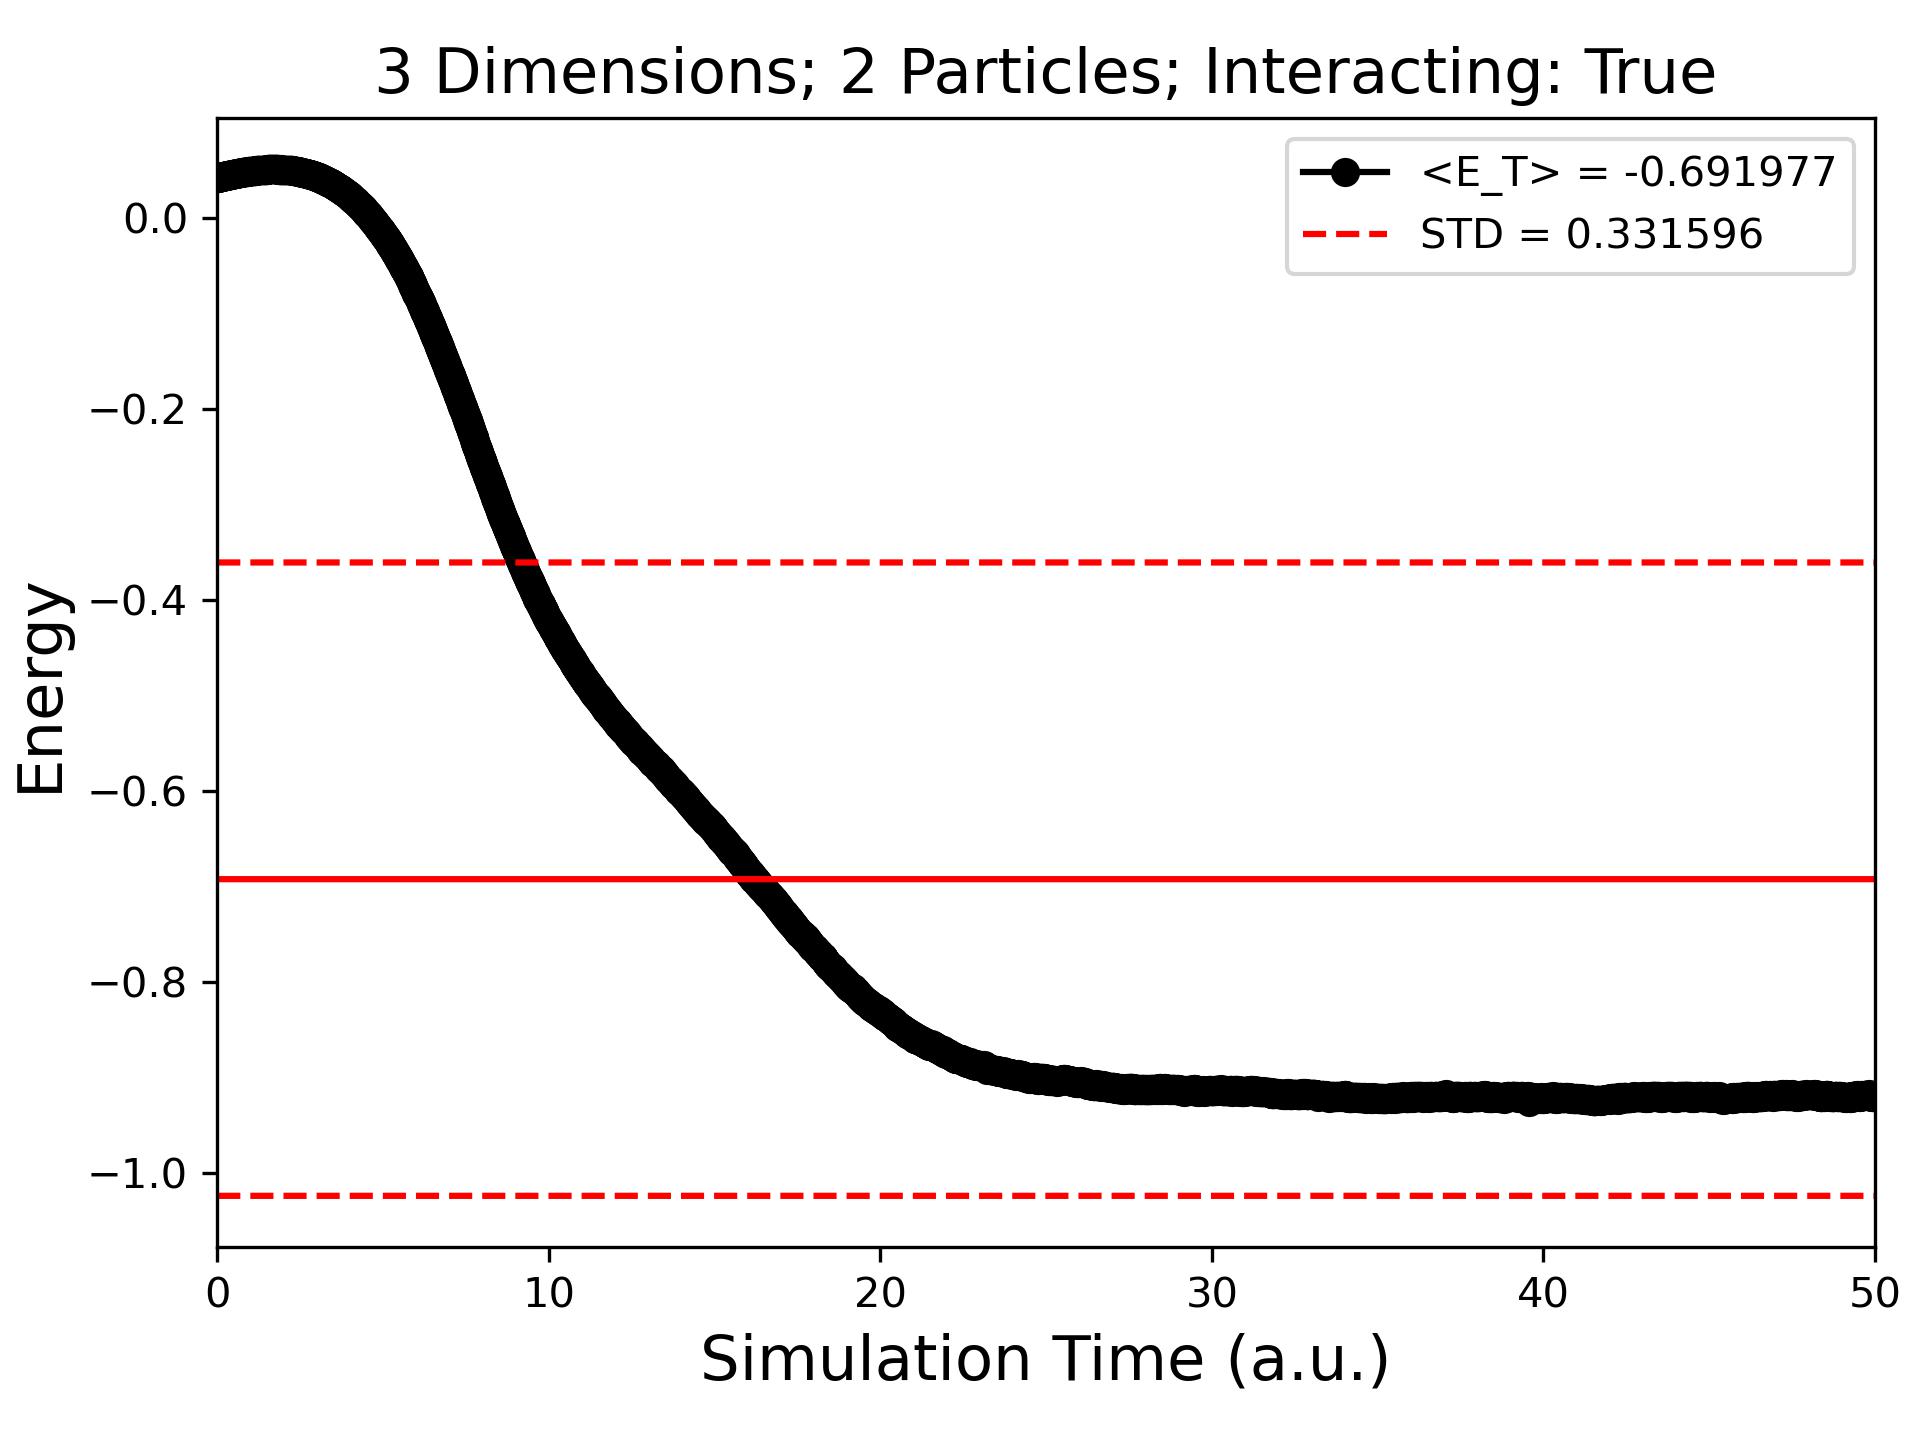 3 Dimensions; 2 Particles; Interacting: True
<E_T> = -0.691977
STD = 0.331596
Energy
0.0
−0.2
−0.4
−0.6
−0.8
−1.0
0 10 20 30 40 50
Simulation Time (a.u.)